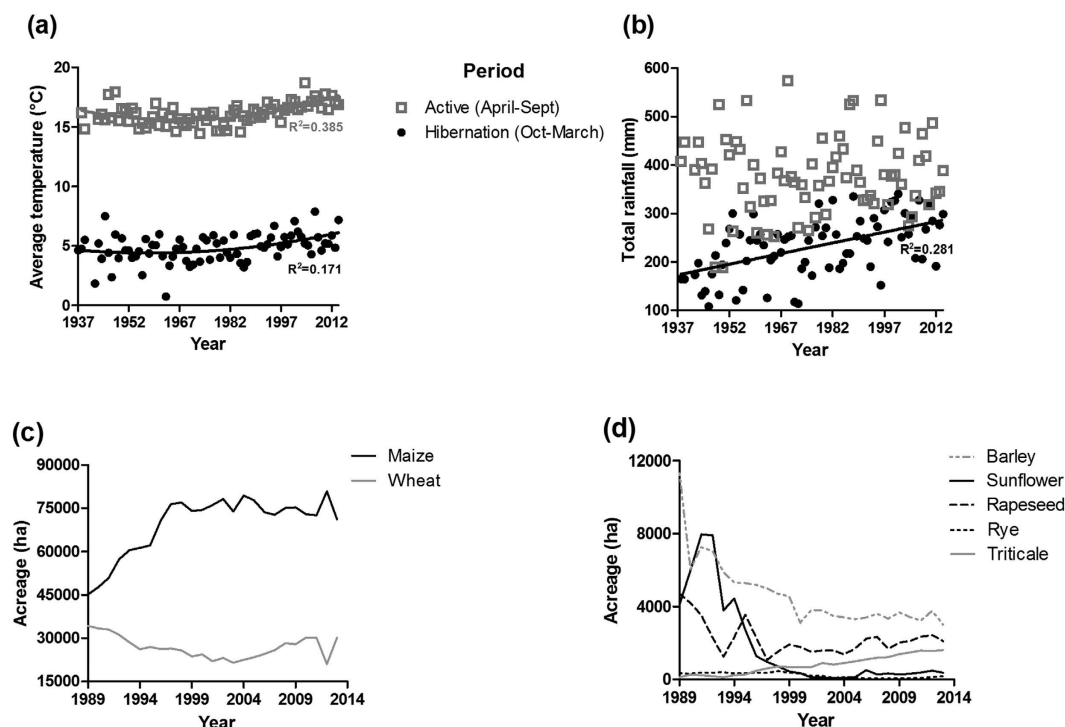 (a)
Average temperature (°C)
20
15
10
5
0
1937 1952 1967 1982 1997 2012
Year
R²=0.385
R²=0.171
Period
Active (April-Sept)
Hibernation (Oct-March)
(b)
Total rainfall (mm)
600
500
400
300
200
100
1937 1952 1967 1982 1997 2012
Year
R²=0.281
(c)
Acreage (ha)
90000
75000
60000
45000
30000
15000
1989 1994 1999 2004 2009 2014
Year
Maize
Wheat
(d)
Acreage (ha)
12000
8000
4000
0
1989 1994 1999 2004 2009 2014
Year
Barley
Sunflower
Rapeseed
Rye
Triticale